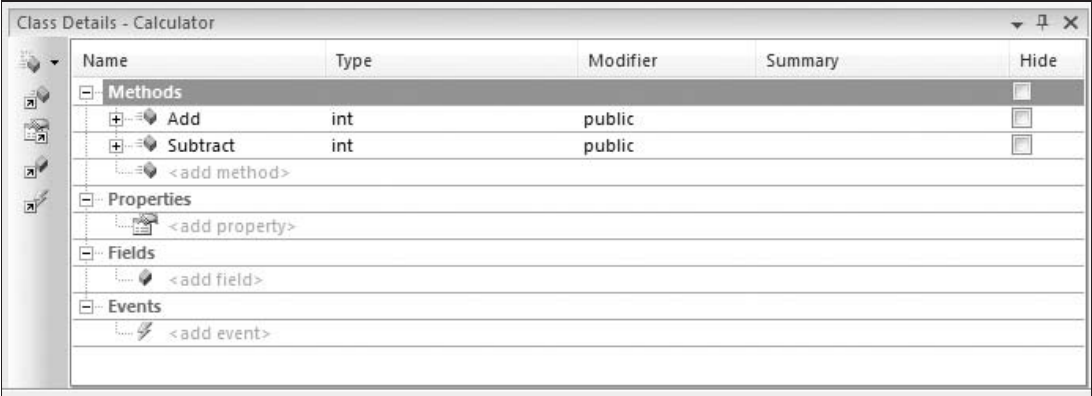 Class Details - Calculator
Name Type Modifier Summary Hide
Methods
Add int public
Subtract int public
<add method>
Properties
<add property>
Fields
<add field>
Events
<add event>